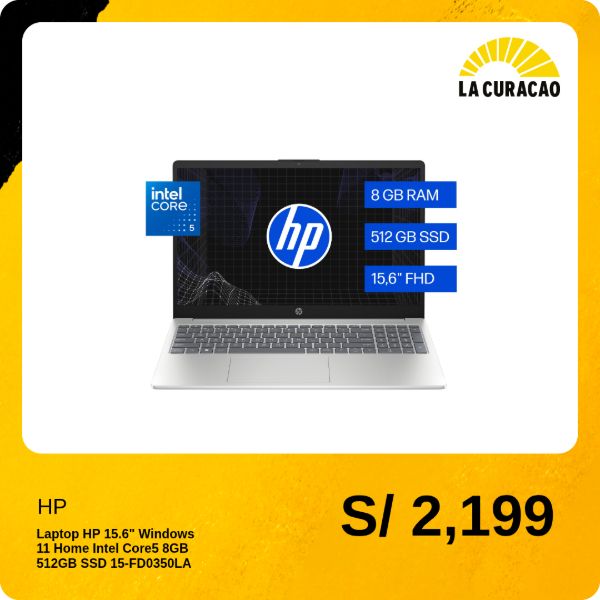 LA CURACAO
intel
CORE
5
hp
8 GB RAM
512 GB SSD
15,6" FHD
HP
S/ 2,199
Laptop HP 15.6" Windows
11 Home Intel Core5 8GB
512GB SSD 15-FD0350LA